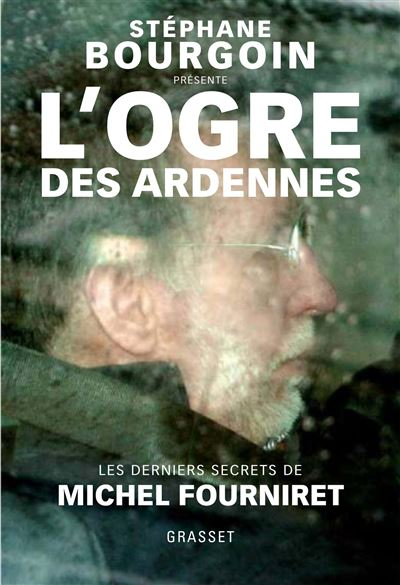 STÉPHANE
BOURGOIN
PRÉSENTE
L'OGRE
DES ARDENNES
LES DERNIERS SECRETS DE
MICHEL FOURNIRET
GRASSET